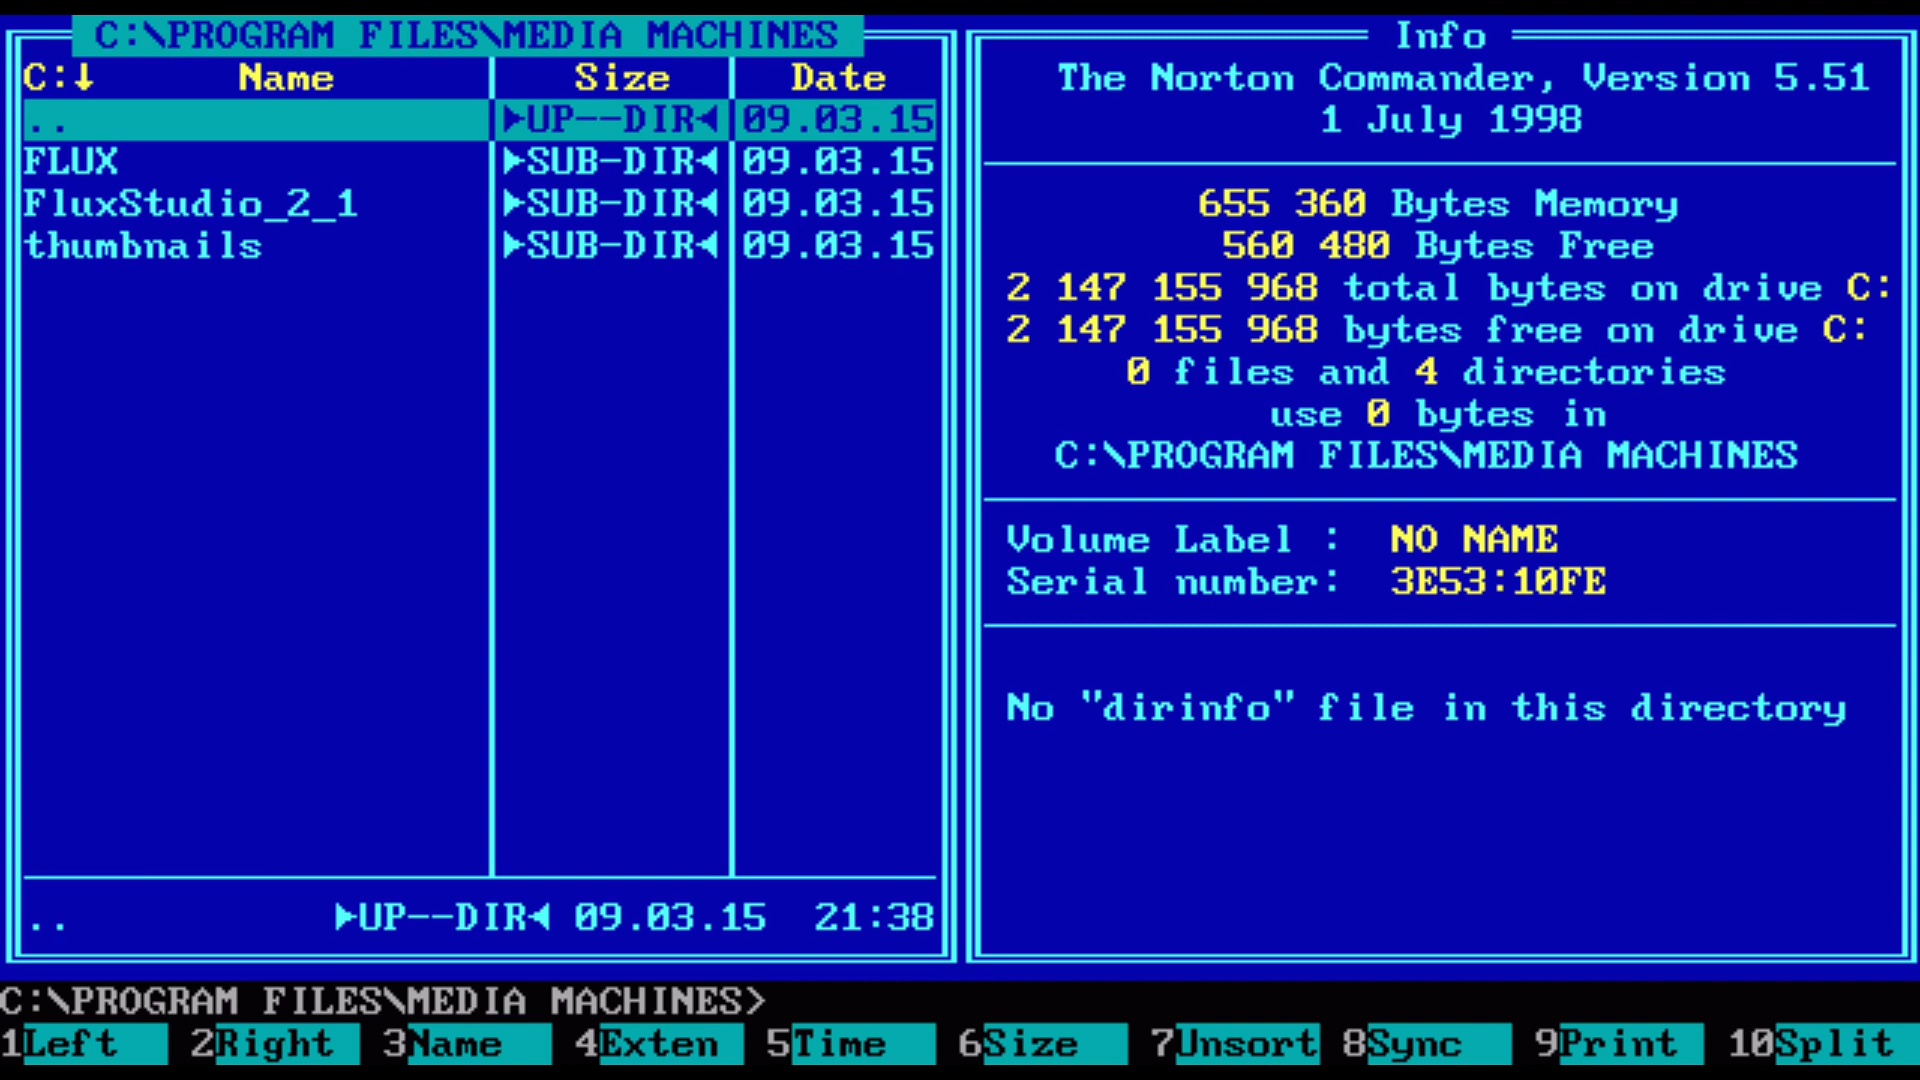 C:\PROGRAM FILES\MEDIA MACHINES
C:↓ Name Size Date
.. ►UP--DIR◄ 09.03.15
FLUX ►SUB-DIR◄ 09.03.15
FluxStudio_2_1 ►SUB-DIR◄ 09.03.15
thumbnails ►SUB-DIR◄ 09.03.15
.. ►UP--DIR◄ 09.03.15 21:38
Info
The Norton Commander, Version 5.51
1 July 1998
655 360 Bytes Memory
560 480 Bytes Free
2 147 155 968 total bytes on drive C:
2 147 155 968 bytes free on drive C:
0 files and 4 directories
use 0 bytes in
C:\PROGRAM FILES\MEDIA MACHINES
Volume Label : NO NAME
Serial number: 3E53:10FE
No "dirinfo" file in this directory
C:\PROGRAM FILES\MEDIA MACHINES>
1Left 2Right 3Name 4Exten 5Time 6Size 7Unsort 8Sync 9Print 10Split